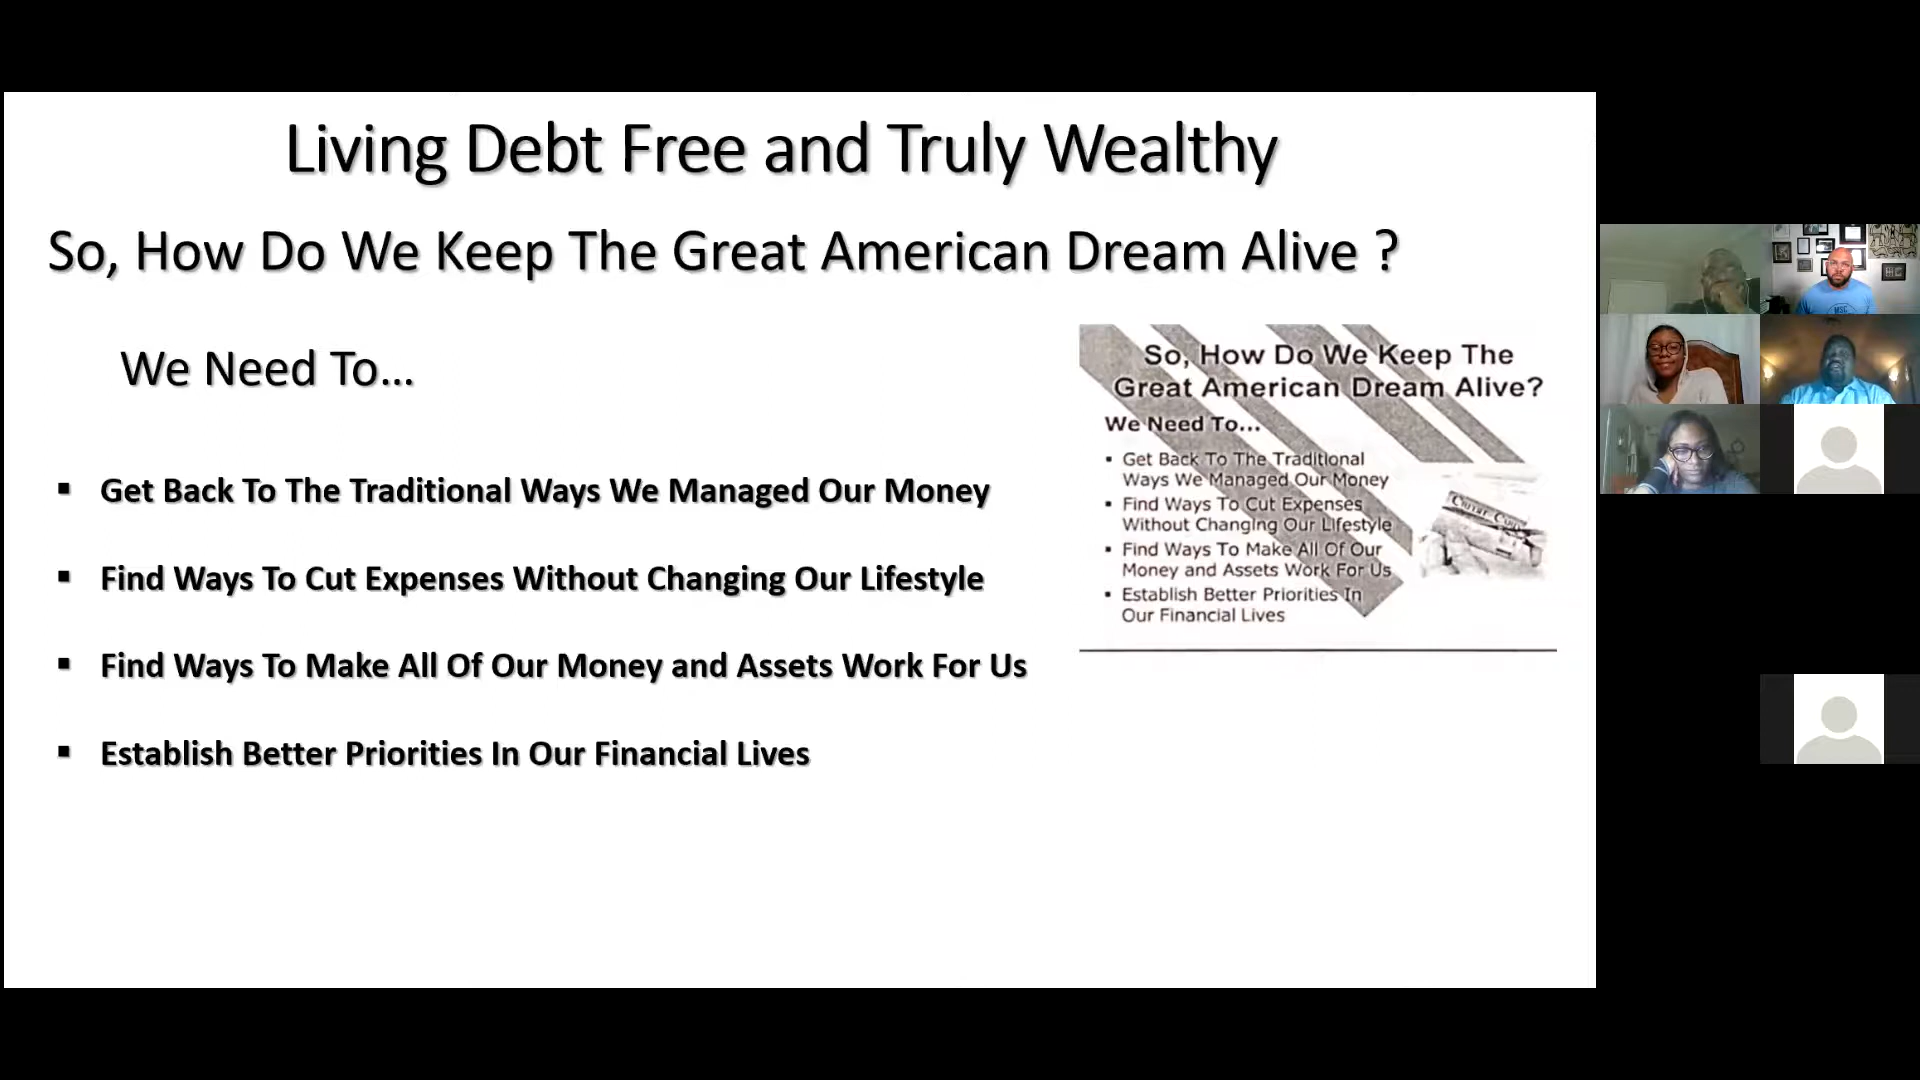 Living Debt Free and Truly Wealthy
So, How Do We Keep The Great American Dream Alive ?
We Need To...
▪ Get Back To The Traditional Ways We Managed Our Money
▪ Find Ways To Cut Expenses Without Changing Our Lifestyle
▪ Find Ways To Make All Of Our Money and Assets Work For Us
▪ Establish Better Priorities In Our Financial Lives
So, How Do We Keep The
Great American Dream Alive?
We Need To...
▪ Get Back To The Traditional
Ways We Managed Our Money
▪ Find Ways To Cut Expenses
Without Changing Our Lifestyle
▪ Find Ways To Make All Of Our
Money and Assets Work For Us
▪ Establish Better Priorities In
Our Financial Lives
Credit Card
MSC